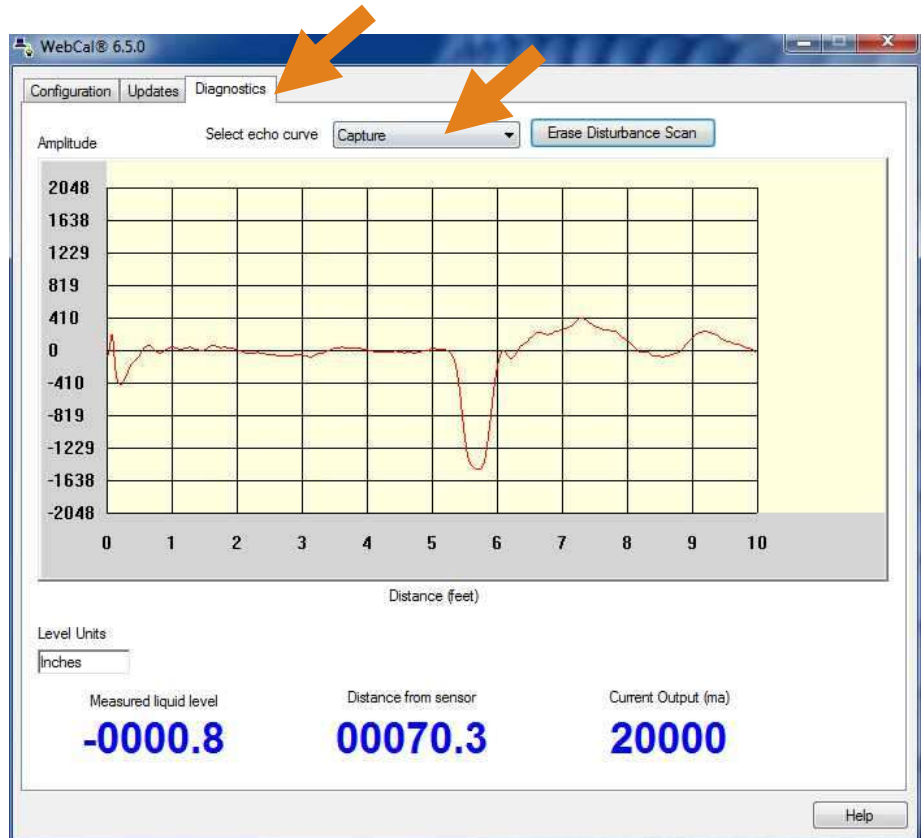 WebCal® 6.5.0
Configuration Updates Diagnostics
Amplitude Select echo curve Capture Erase Disturbance Scan
2048
1638
1229
819
410
0
-410
-819
-1229
-1638
-2048
0 1 2 3 4 5 6 7 8 9 10
Distance (feet)
Level Units
Inches
Measured liquid level Distance from sensor Current Output (ma)
-0000.8 00070.3 20000
Help